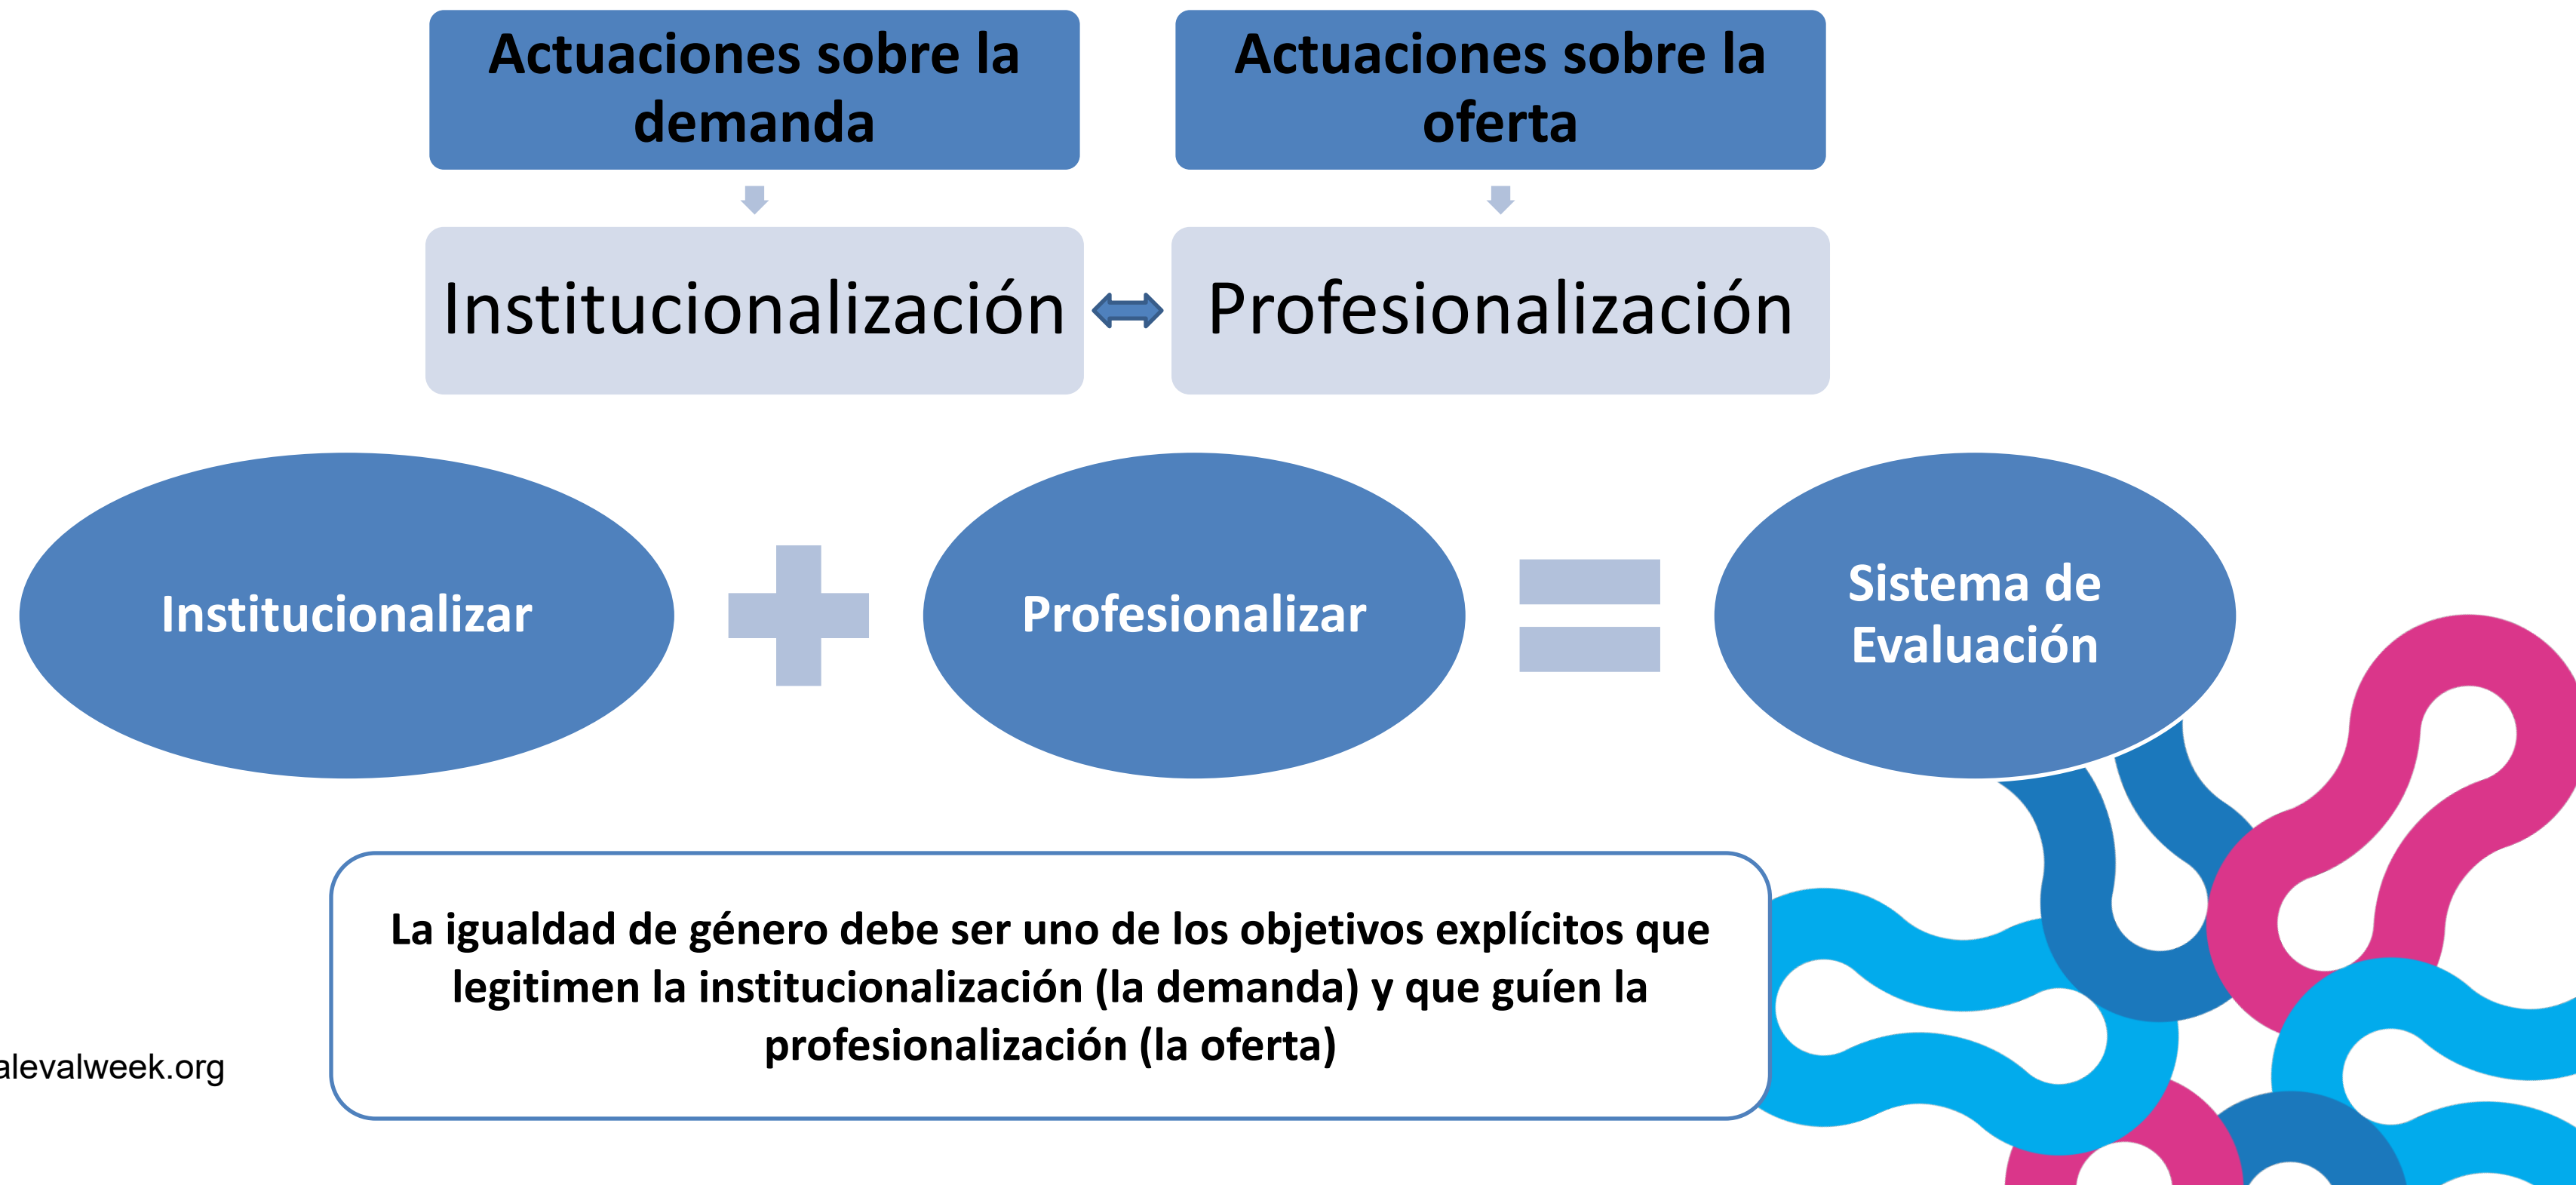 Actuaciones sobre la
demanda
Actuaciones sobre la
oferta
Institucionalización
Profesionalización
Institucionalizar
Profesionalizar
Sistema de
Evaluación
La igualdad de género debe ser uno de los objetivos explícitos que
legitimen la institucionalización (la demanda) y que guíen la
profesionalización (la oferta)
alevalweek.org